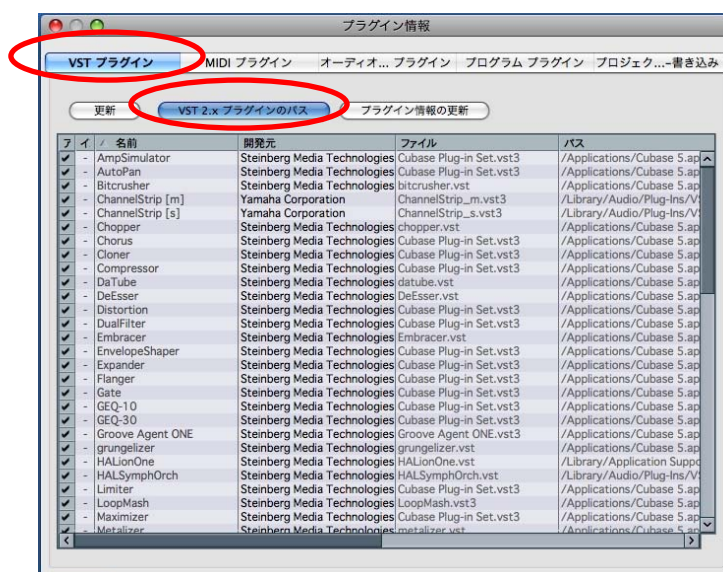 プラグイン情報
VST プラグイン MIDI プラグイン オーディオ... プラグイン プログラム プラグイン プロジェク...-書き込み
更新 VST 2.x プラグインのパス プラグイン情報の更新
ア イ 名前 開発元 ファイル パス
- AmpSimulator Steinberg Media Technologies Cubase Plug-in Set.vst3 /Applications/Cubase 5.ap
- AutoPan Steinberg Media Technologies Cubase Plug-in Set.vst3 /Applications/Cubase 5.ap
- Bitcrusher Steinberg Media Technologies bitcrusher.vst /Applications/Cubase 5.ap
- ChannelStrip [m] Yamaha Corporation ChannelStrip_m.vst3 /Library/Audio/Plug-Ins/V
- ChannelStrip [s] Yamaha Corporation ChannelStrip_s.vst3 /Library/Audio/Plug-Ins/V
- Chopper Steinberg Media Technologies chopper.vst /Applications/Cubase 5.ap
- Chorus Steinberg Media Technologies Cubase Plug-in Set.vst3 /Applications/Cubase 5.ap
- Cloner Steinberg Media Technologies Cubase Plug-in Set.vst3 /Applications/Cubase 5.ap
- Compressor Steinberg Media Technologies Cubase Plug-in Set.vst3 /Applications/Cubase 5.ap
- DaTube Steinberg Media Technologies datube.vst /Applications/Cubase 5.ap
- DeEsser Steinberg Media Technologies DeEsser.vst /Applications/Cubase 5.ap
- Distortion Steinberg Media Technologies Cubase Plug-in Set.vst3 /Applications/Cubase 5.ap
- DualFilter Steinberg Media Technologies Cubase Plug-in Set.vst3 /Applications/Cubase 5.ap
- Embracer Steinberg Media Technologies Embracer.vst /Applications/Cubase 5.ap
- EnvelopeShaper Steinberg Media Technologies Cubase Plug-in Set.vst3 /Applications/Cubase 5.ap
- Expander Steinberg Media Technologies Cubase Plug-in Set.vst3 /Applications/Cubase 5.ap
- Flanger Steinberg Media Technologies Cubase Plug-in Set.vst3 /Applications/Cubase 5.ap
- Gate Steinberg Media Technologies Cubase Plug-in Set.vst3 /Applications/Cubase 5.ap
- GEQ-10 Steinberg Media Technologies Cubase Plug-in Set.vst3 /Applications/Cubase 5.ap
- GEQ-30 Steinberg Media Technologies Cubase Plug-in Set.vst3 /Applications/Cubase 5.ap
- Groove Agent ONE Steinberg Media Technologies Groove Agent ONE.vst3 /Applications/Cubase 5.ap
- grungelizer Steinberg Media Technologies grungelizer.vst /Applications/Cubase 5.ap
- HALionOne Steinberg Media Technologies HALionOne.vst /Library/Application Suppo
- HALSymphOrch Steinberg Media Technologies HALSymphOrch.vst /Library/Audio/Plug-Ins/V
- Limiter Steinberg Media Technologies Cubase Plug-in Set.vst3 /Applications/Cubase 5.ap
- LoopMash Steinberg Media Technologies LoopMash.vst3 /Applications/Cubase 5.ap
- Maximizer Steinberg Media Technologies Cubase Plug-in Set.vst3 /Applications/Cubase 5.ap
- Metalizer Steinberg Media Technologies metalizer.vst /Applications/Cubase 5.ap